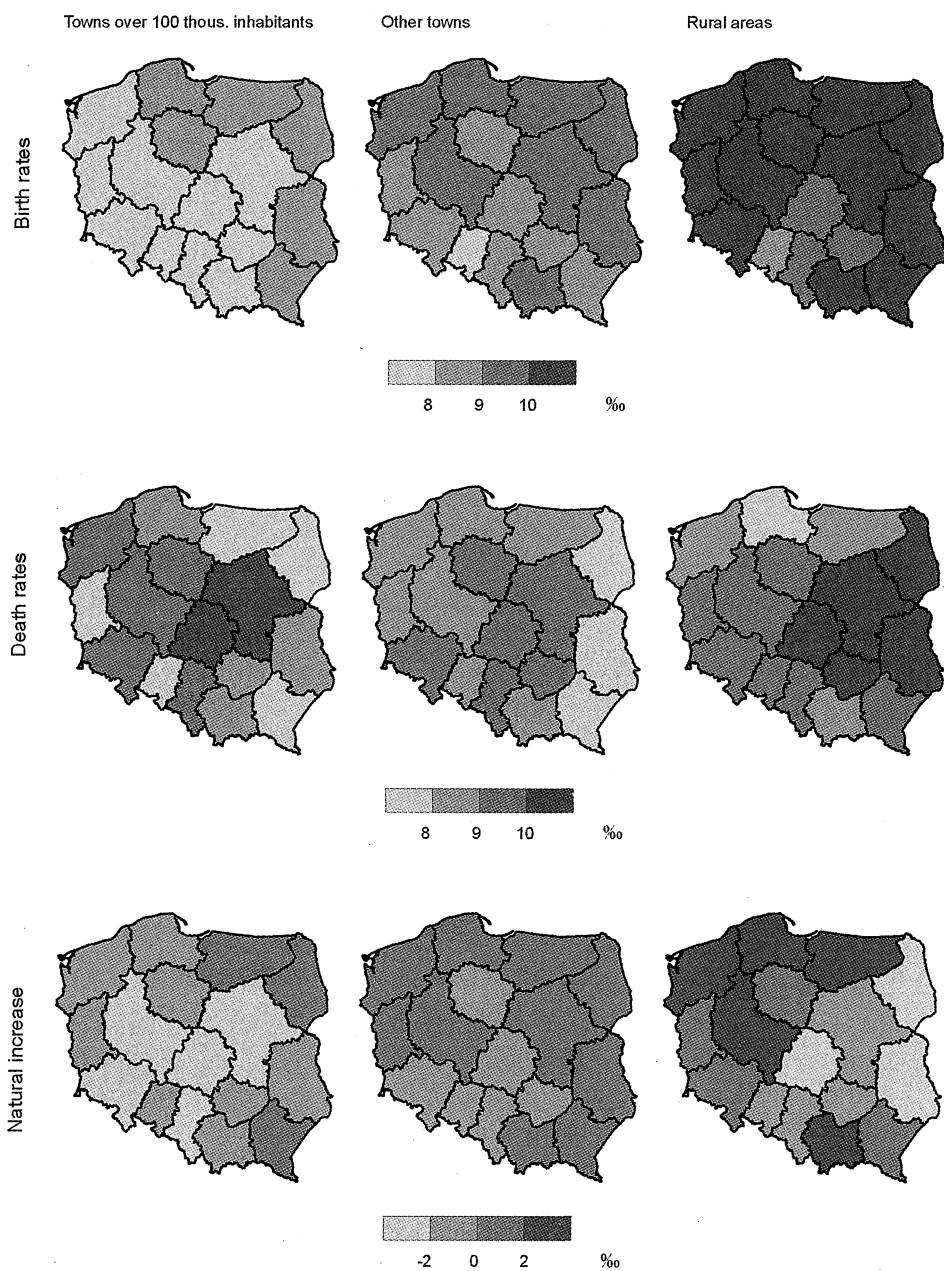 Towns over 100 thous. inhabitants Other towns Rural areas
Birth rates
8 9 10 ‰
Death rates
8 9 10 ‰
Natural increase
-2 0 2 ‰